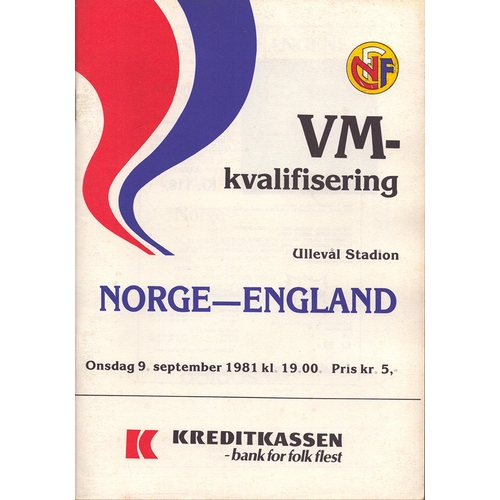 NFF
VM-
kvalifisering
Ullevål Stadion
NORGE—ENGLAND
Onsdag 9. september 1981 kl. 19.00. Pris kr. 5,-
K KREDITKASSEN
- bank for folk flest